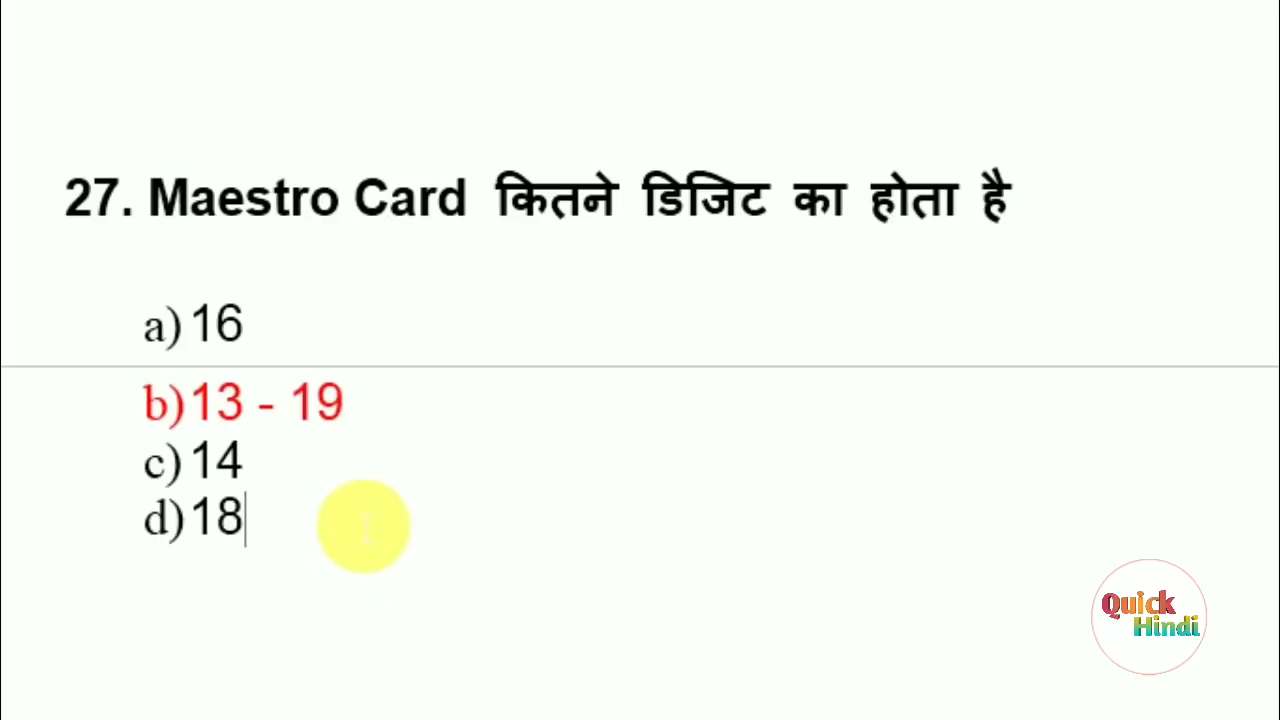 27. Maestro Card कितने डिजिट का होता है
a) 16
b) 13 - 19
c) 14
d) 18
Quick
Hindi